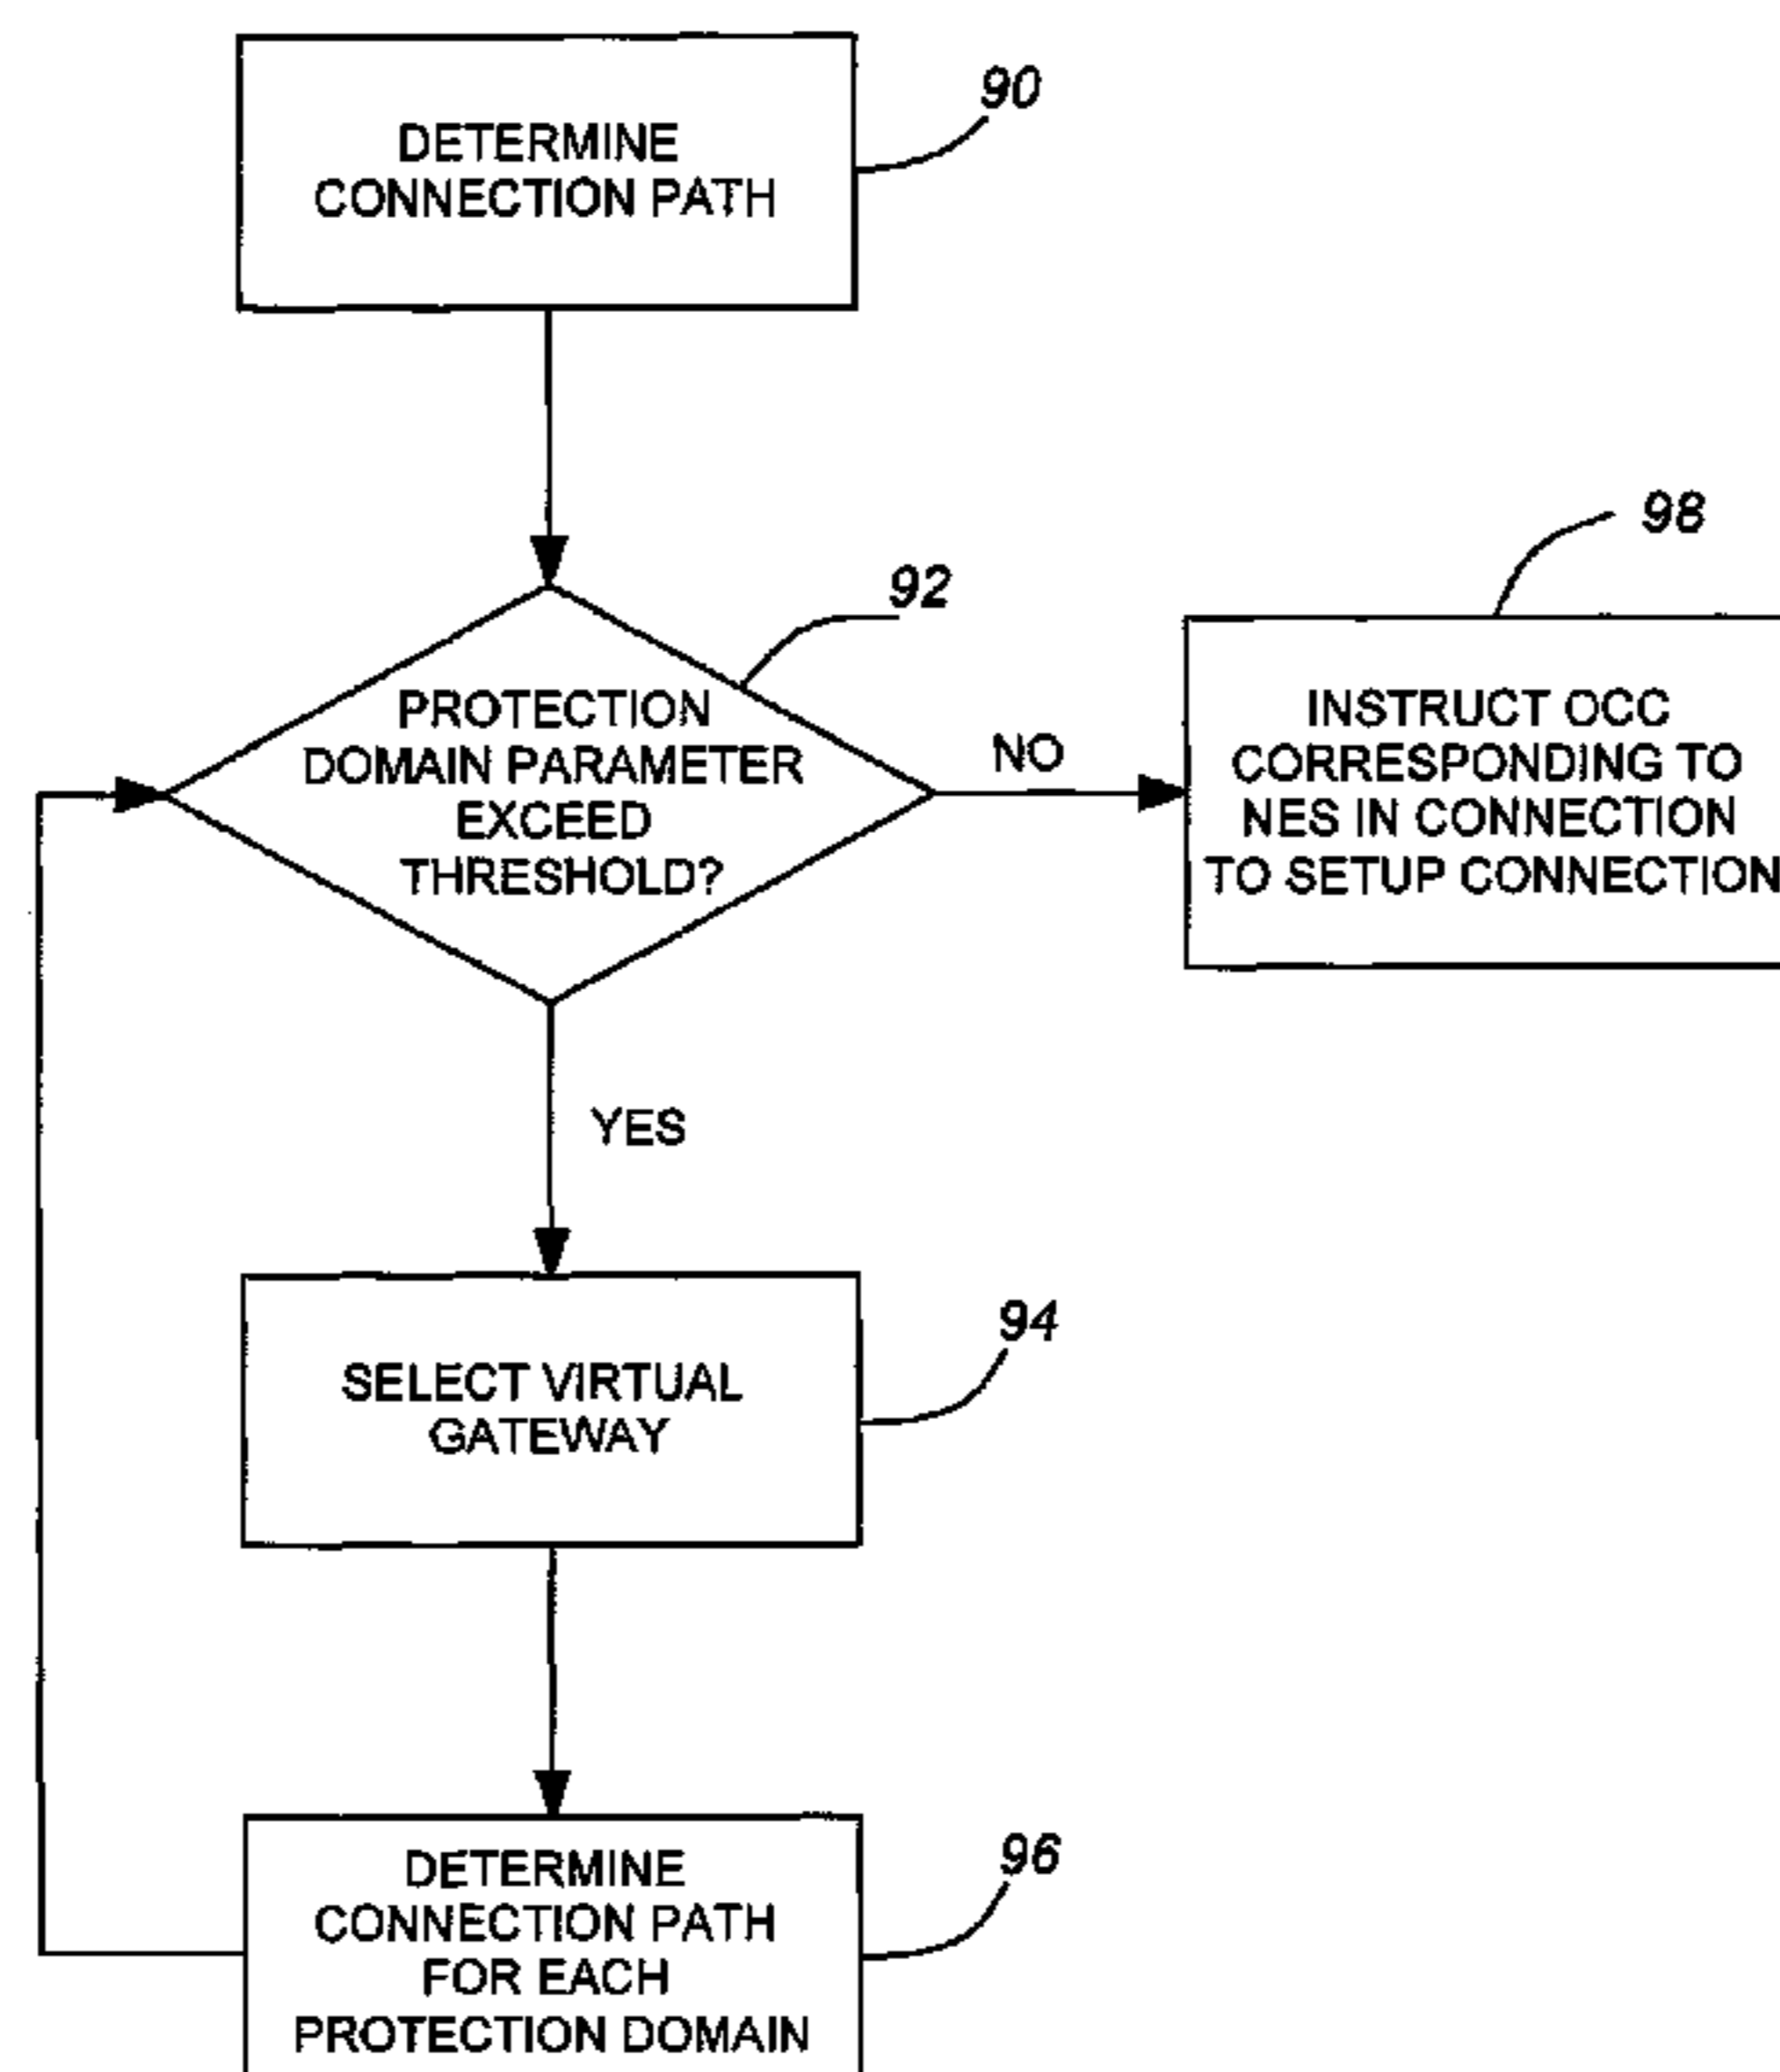 90
DETERMINE
CONNECTION PATH
92
PROTECTION
DOMAIN PARAMETER
EXCEED
THRESHOLD?
NO
98
INSTRUCT OCC
CORRESPONDING TO
NES IN CONNECTION
TO SETUP CONNECTION
YES
94
SELECT VIRTUAL
GATEWAY
96
DETERMINE
CONNECTION PATH
FOR EACH
PROTECTION DOMAIN